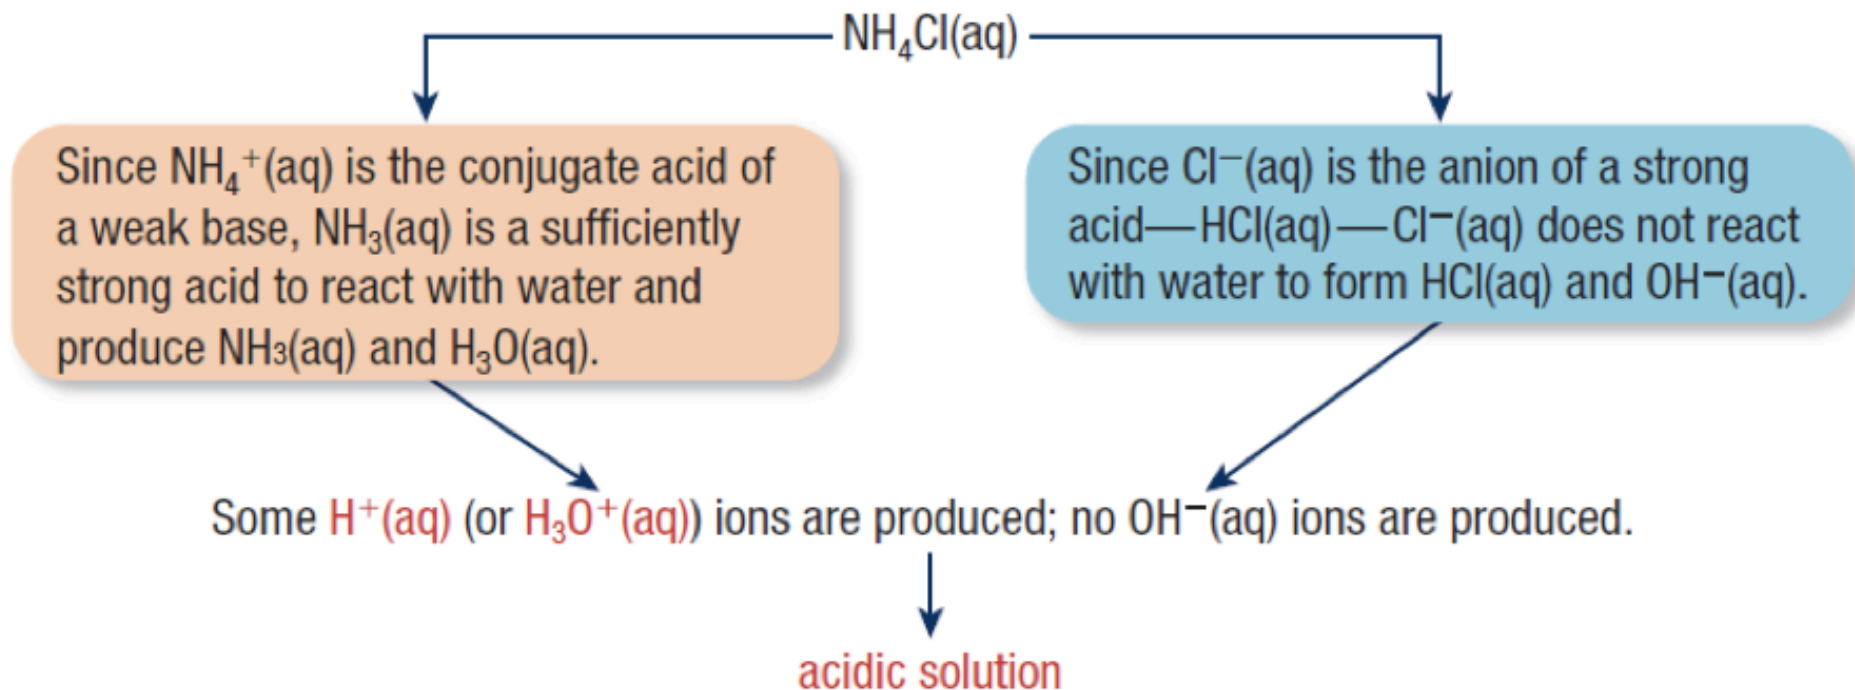 NH₄Cl(aq)
Since NH₄⁺(aq) is the conjugate acid of
a weak base, NH₃(aq) is a sufficiently
strong acid to react with water and
produce NH₃(aq) and H₃O(aq).
Since Cl⁻(aq) is the anion of a strong
acid—HCl(aq)—Cl⁻(aq) does not react
with water to form HCl(aq) and OH⁻(aq).
Some H⁺(aq) (or H₃O⁺(aq)) ions are produced; no OH⁻(aq) ions are produced.
acidic solution